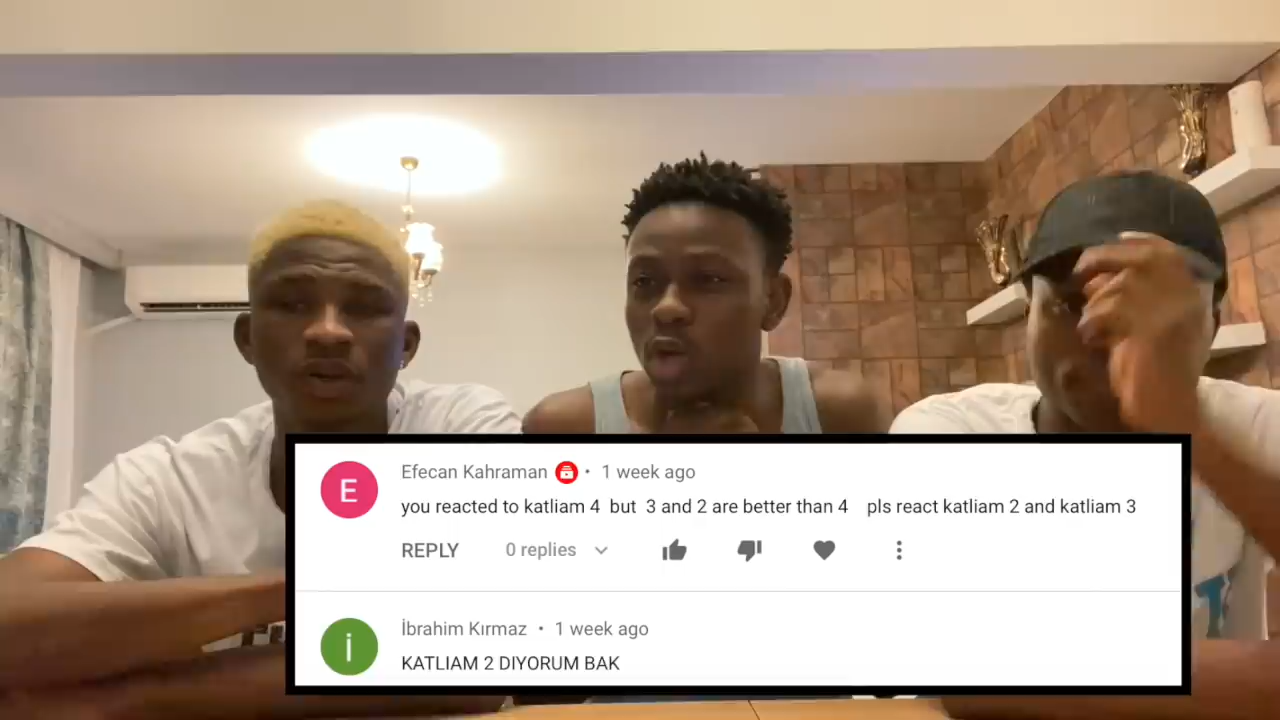 E
Efecan Kahraman • 1 week ago
you reacted to katliam 4 but 3 and 2 are better than 4 pls react katliam 2 and katliam 3
REPLY 0 replies
i
İbrahim Kırmaz • 1 week ago
KATLIAM 2 DIYORUM BAK